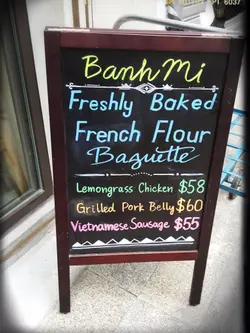 Banh Mi
Freshly Baked
French Flour
Baguette
Lemongrass Chicken $58
Grilled Pork Belly $60
Vietnamese Sausage $55